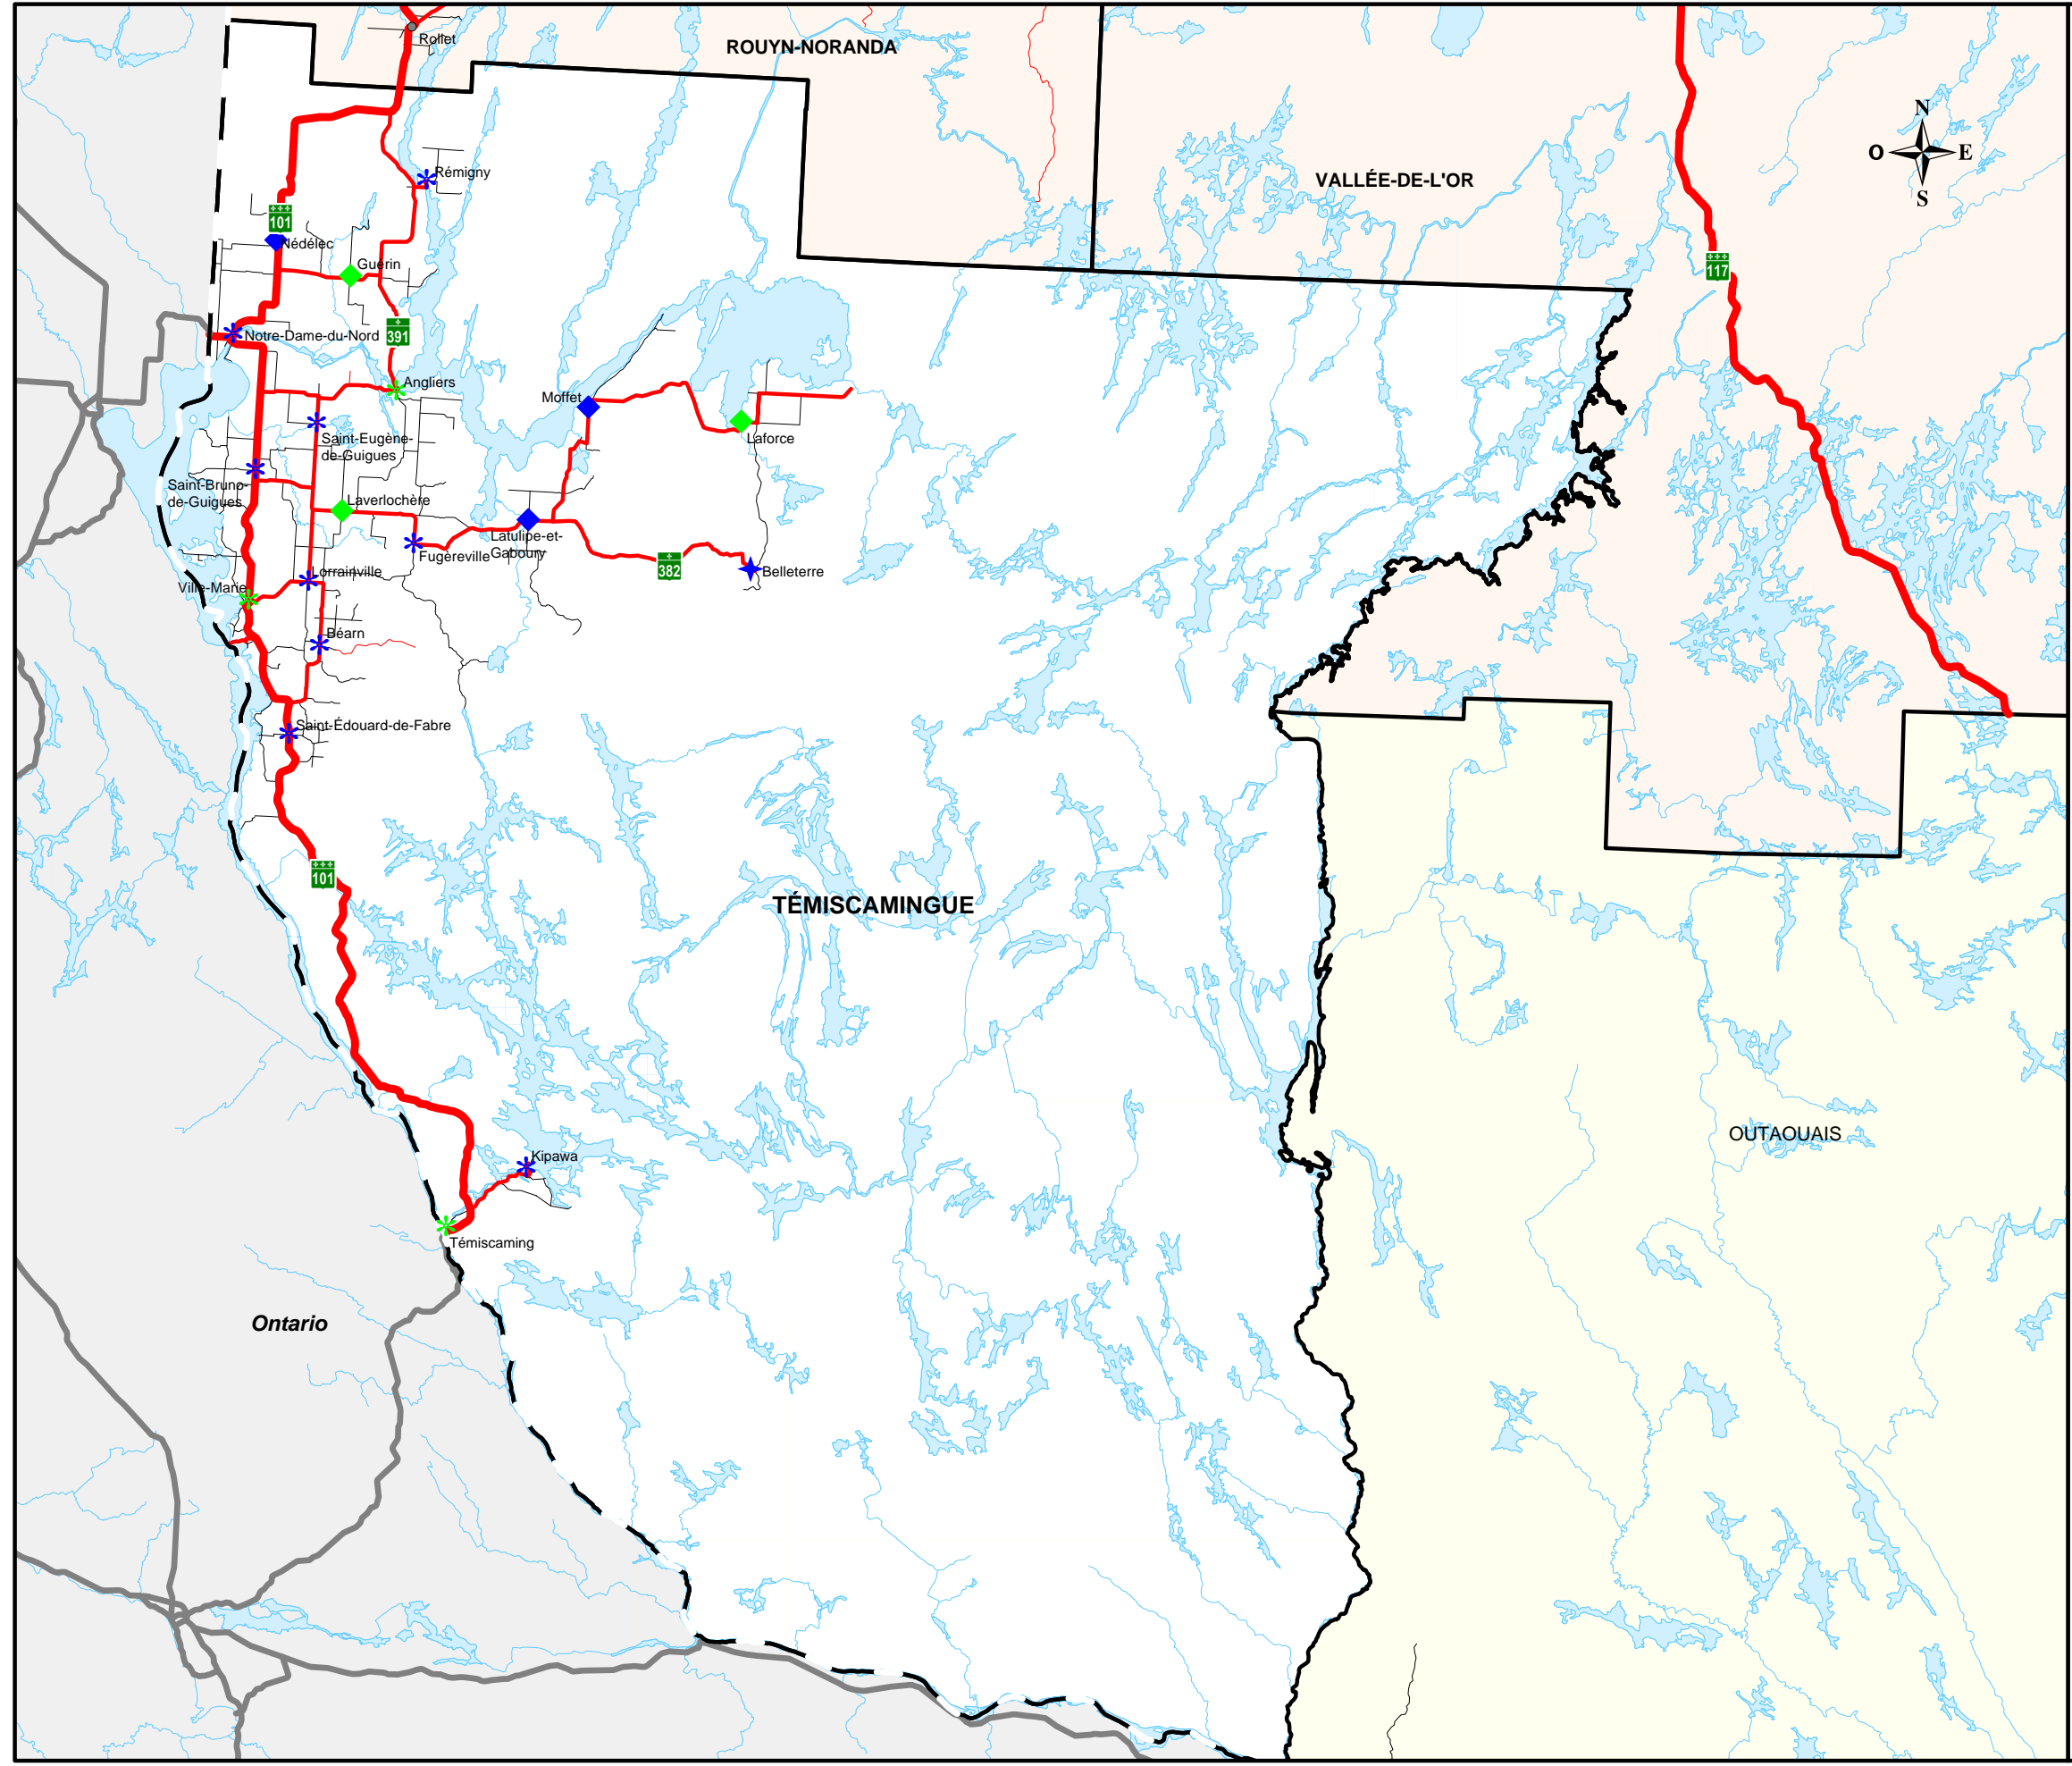 Rollet
ROUYN-NORANDA
N
O
E
S
Rémigny
VALLÉE-DE-L'OR
101
Nédélec
Guérin
117
391
Notre-Dame-du-Nord
Angliers
Moffet
Saint-Eugène-
de-Guigues
Laforce
Saint-Bruno-
de-Guigues
Laverlochère
Latulipe-et-
Gaboury
Fugèreville
382
Belleterre
Lorrainville
Ville-Marie
Béarn
Saint-Édouard-de-Fabre
101
TÉMISCAMINGUE
OUTAOUAIS
Kipawa
Témiscaming
Ontario